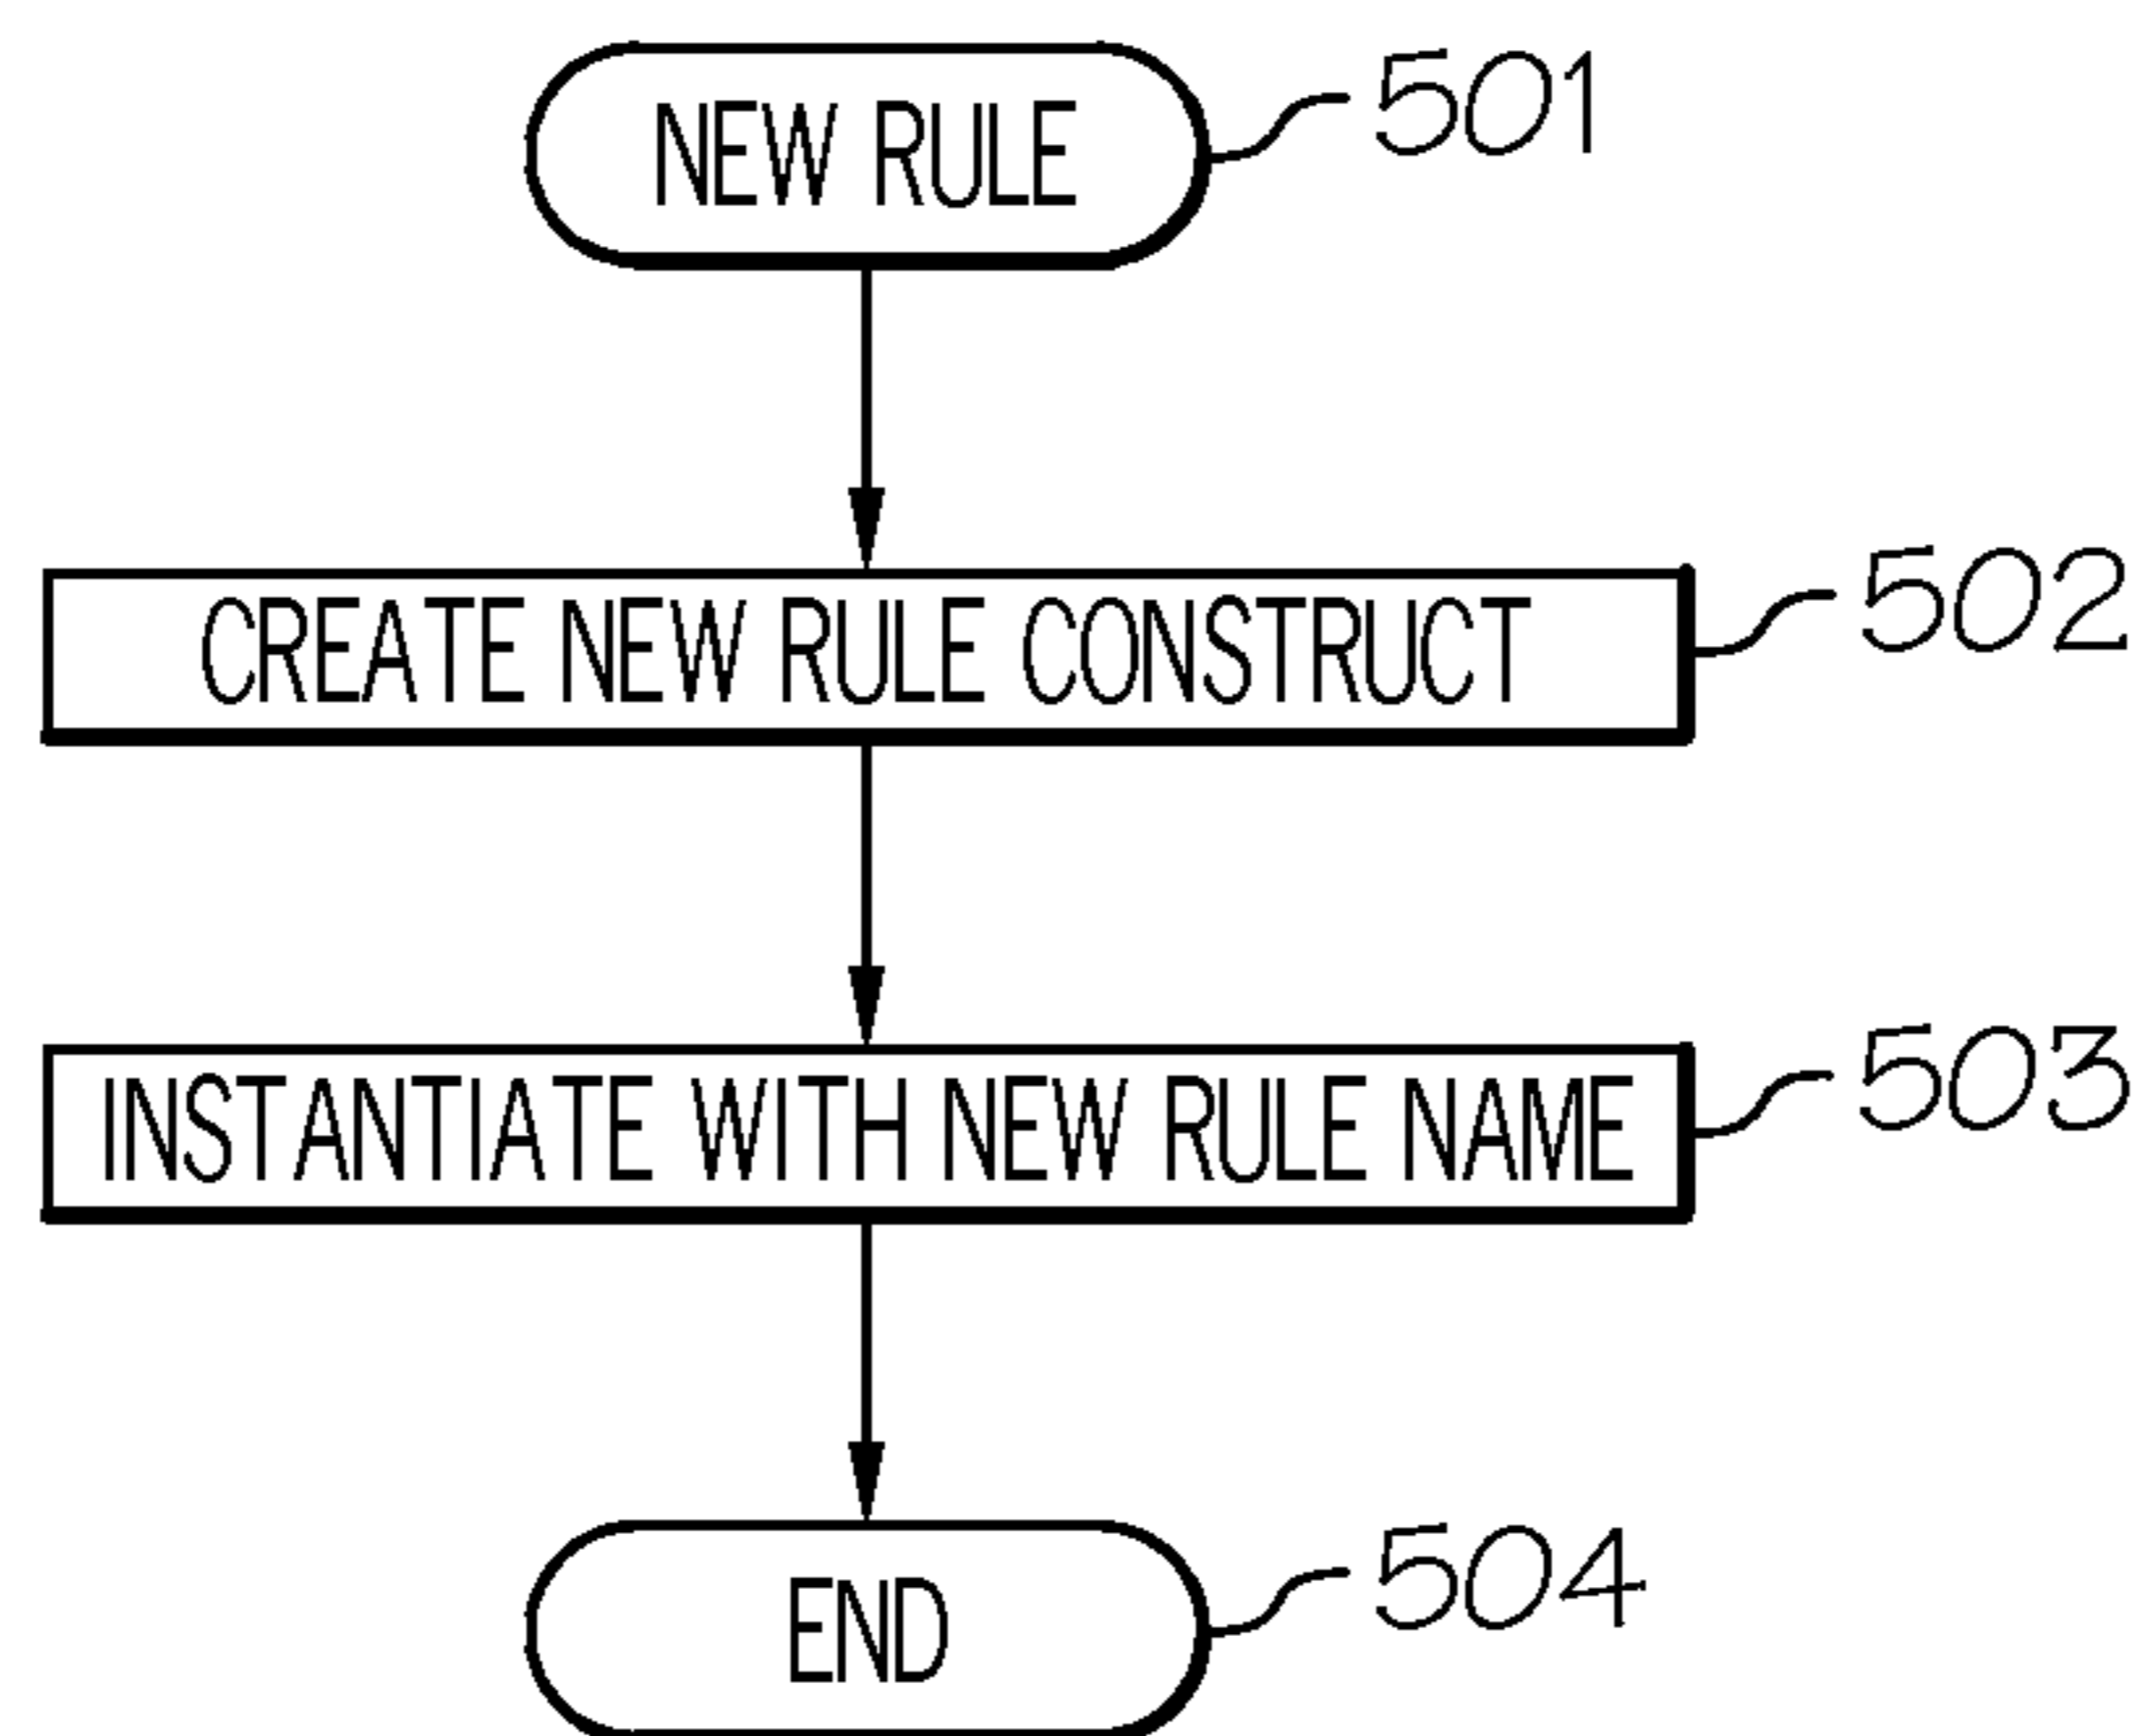 NEW RULE 501
CREATE NEW RULE CONSTRUCT 502
INSTANTIATE WITH NEW RULE NAME 503
END 504